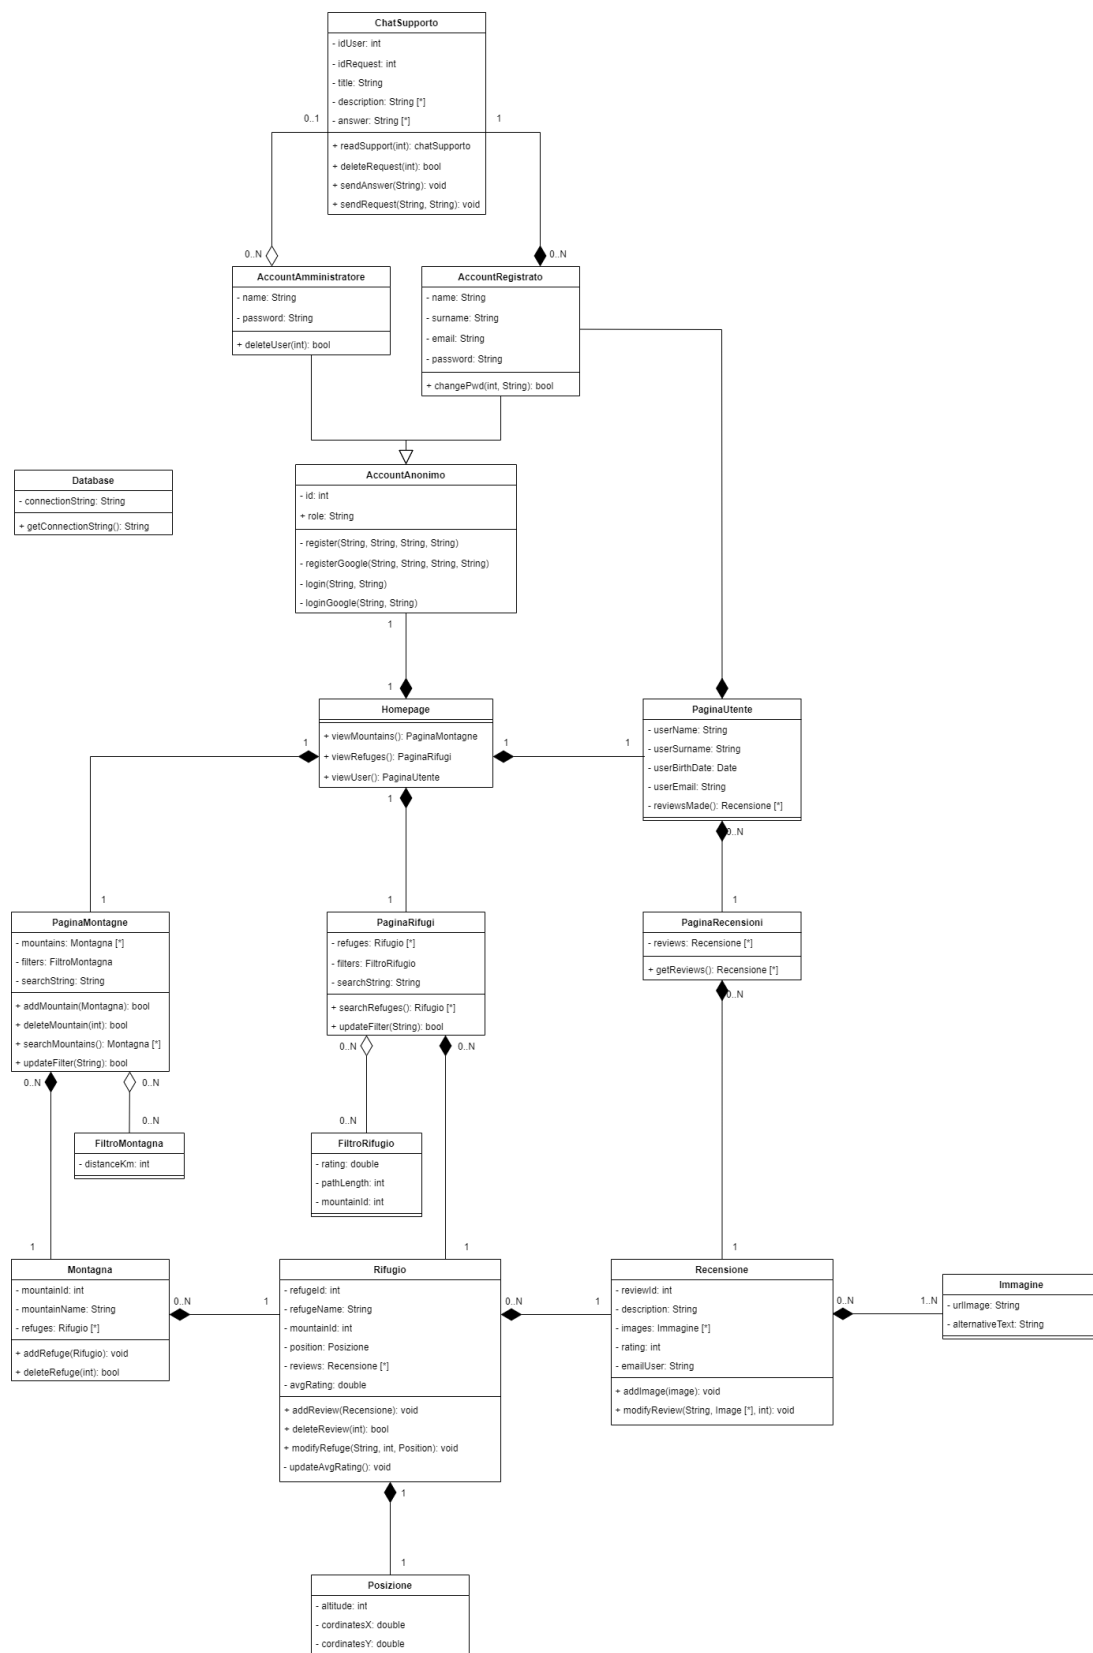 ChatSupporto
- idUser: int
- idRequest: int
- title: String
- description: String [*]
- answer: String [*]
+ readSupport(int): chatSupporto
+ deleteRequest(int): bool
+ sendAnswer(String): void
+ sendRequest(String, String): void
0..1
1
0..N
0..N
AccountAmministratore
- name: String
- password: String
+ deleteUser(int): bool
AccountRegistrato
- name: String
- surname: String
- email: String
- password: String
+ changePwd(int, String): bool
Database
- connectionString: String
+ getConnectionString(): String
AccountAnonimo
- id: int
+ role: String
- register(String, String, String, String)
- registerGoogle(String, String, String, String)
- login(String, String)
- loginGoogle(String, String)
1
1
Homepage
+ viewMountains(): PaginaMontagne
+ viewRefuges(): PaginaRifugi
+ viewUser(): PaginaUtente
1
1
1
1
PaginaUtente
- userName: String
- userSurname: String
- userBirthDate: Date
- userEmail: String
- reviewsMade(): Recensione [*]
0..N
1
1
1
PaginaMontagne
- mountains: Montagna [*]
- filters: FiltroMontagna
- searchString: String
+ addMountain(Montagna): bool
+ deleteMountain(int): bool
+ searchMountains(): Montagna [*]
+ updateFilter(String): bool
PaginaRifugi
- refuges: Rifugio [*]
- filters: FiltroRifugio
- searchString: String
+ searchRefuges(): Rifugio [*]
+ updateFilter(String): bool
PaginaRecensioni
- reviews: Recensione [*]
+ getReviews(): Recensione [*]
0..N
0..N
0..N
0..N
0..N
0..N
0..N
FiltroMontagna
- distanceKm: int
FiltroRifugio
- rating: double
- pathLength: int
- mountainId: int
1
1
1
Montagna
- mountainId: int
- mountainName: String
- refuges: Rifugio [*]
+ addRefuge(Rifugio): void
+ deleteRefuge(int): bool
0..N
1
Rifugio
- refugeId: int
- refugeName: String
- mountainId: int
- position: Posizione
- reviews: Recensione [*]
- avgRating: double
+ addReview(Recensione): void
+ deleteReview(int): bool
+ modifyRefuge(String, int, Position): void
- updateAvgRating(): void
0..N
1
Recensione
- reviewId: int
- description: String
- images: Immagine [*]
- rating: int
- emailUser: String
+ addImage(image): void
+ modifyReview(String, Image [*], int): void
0..N
1..N
Immagine
- urlImage: String
- alternativeText: String
1
1
Posizione
- altitude: int
- cordinatesX: double
- cordinatesY: double